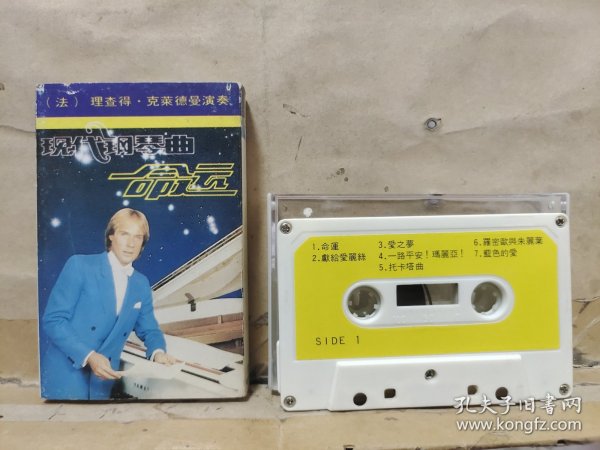 （法） 理查得·克萊德曼演奏
现代钢琴曲
命运
1.命運
2.獻給愛麗絲
3.愛之夢
4.一路平安！瑪麗亞！
5.托卡塔曲
6.羅密歐與朱麗葉
7.藍色的愛
SIDE 1
孔夫子旧书网
www.kongfz.com